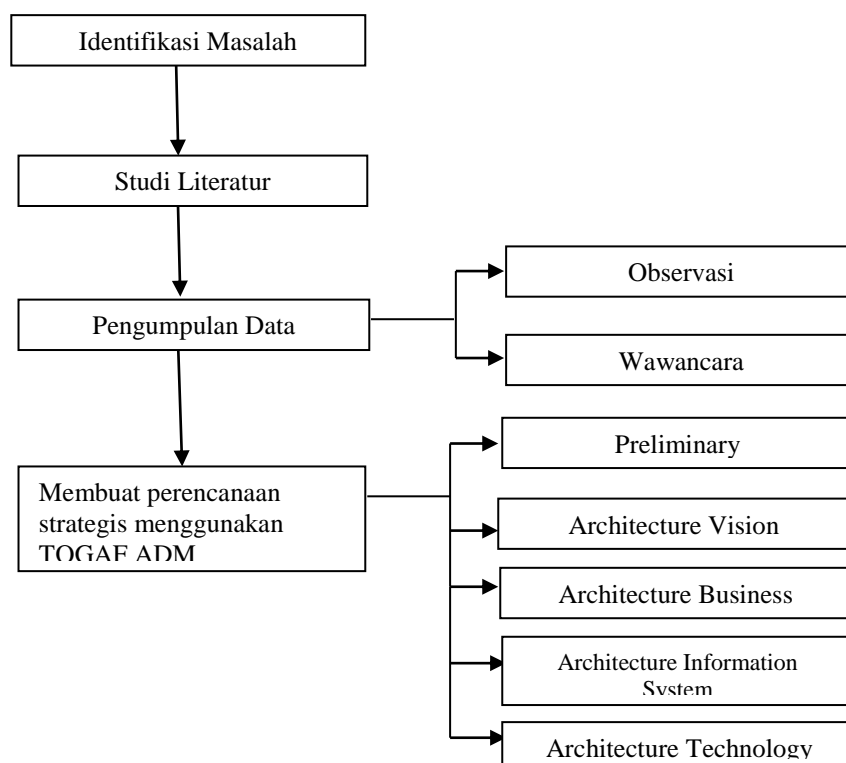 Identifikasi Masalah
Studi Literatur
Pengumpulan Data
Observasi
Wawancara
Membuat perencanaan
strategis menggunakan
TOGAF ADM
Preliminary
Architecture Vision
Architecture Business
Architecture Information
System
Architecture Technology